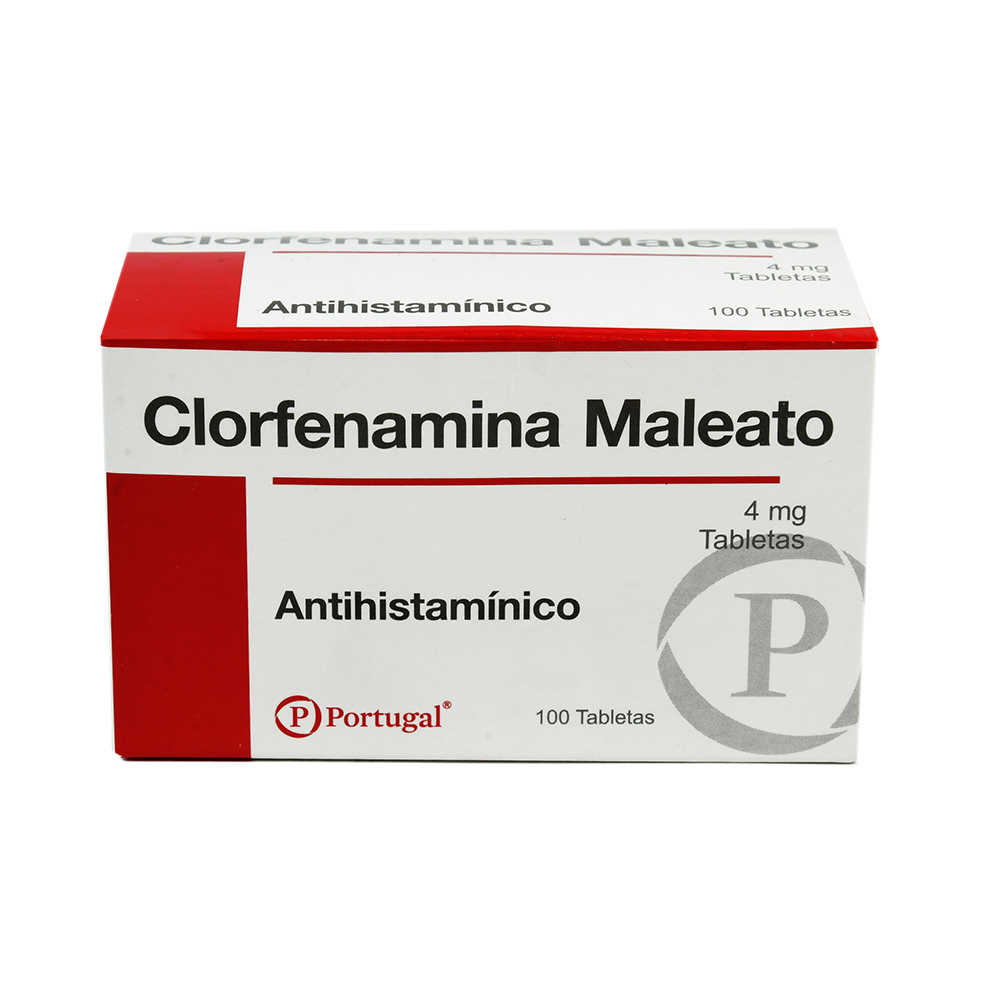 Clorfenamina Maleato
4 mg
Tabletas
Antihistamínico
100 Tabletas
Clorfenamina Maleato
4 mg
Tabletas
Antihistamínico
P
P Portugal®
100 Tabletas